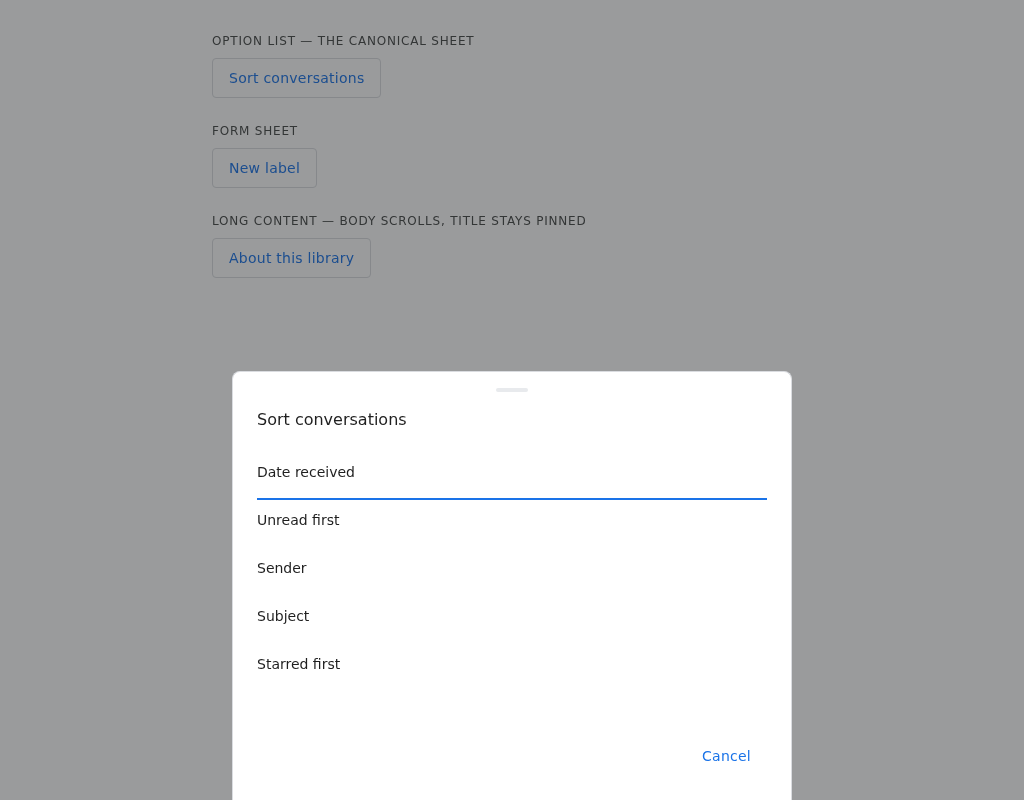 OPTION LIST — THE CANONICAL SHEET
Sort conversations
FORM SHEET
New label
LONG CONTENT — BODY SCROLLS, TITLE STAYS PINNED
About this library
Sort conversations
Date received
Unread first
Sender
Subject
Starred first
Cancel